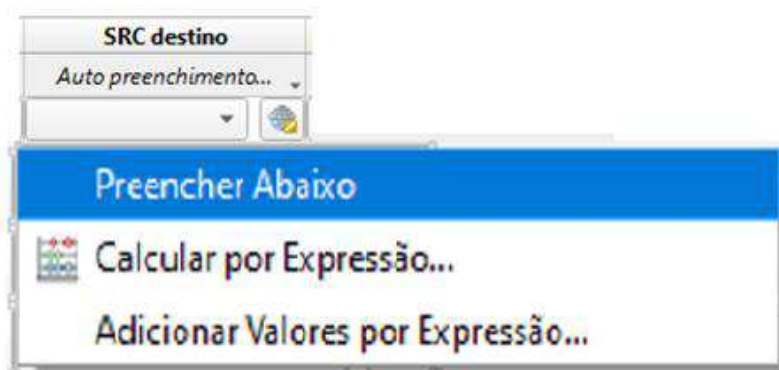 SRC destino
Auto preenchimento...
Preencher Abaixo
Calcular por Expressão...
Adicionar Valores por Expressão...